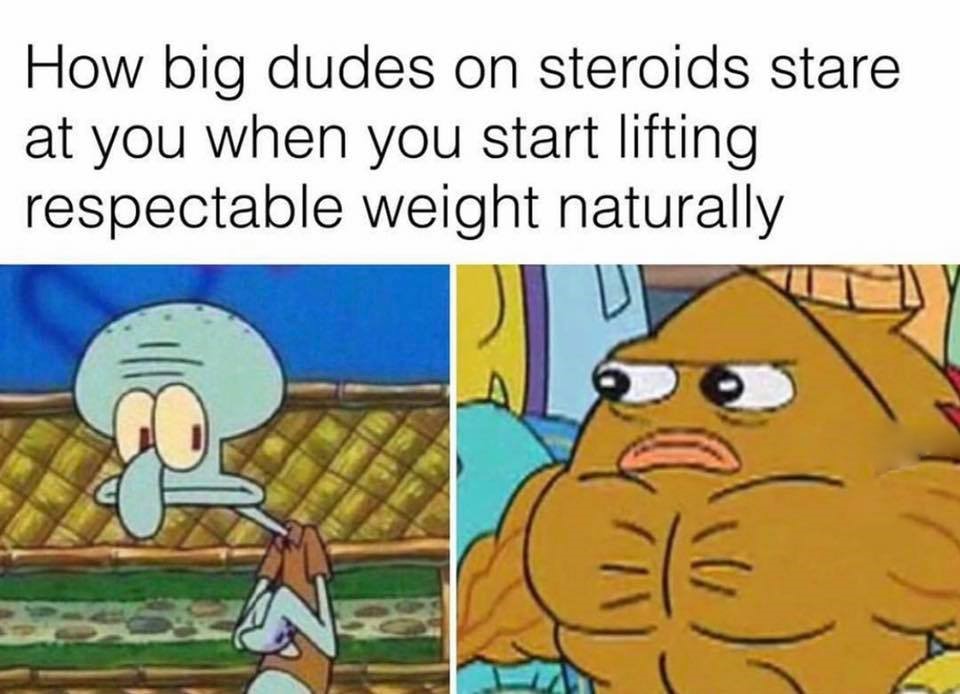 How big dudes on steroids stare
at you when you start lifting
respectable weight naturally